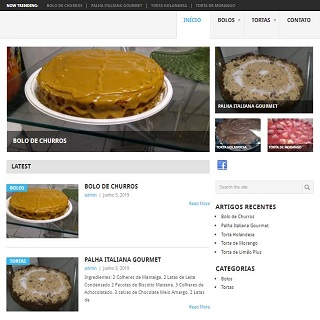 NOW TRENDING: BOLO DE CHURROS | PALHA ITALIANA GOURMET | TORTA HOLANDESA | TORTA DE MORANGO
INÍCIO BOLOS TORTAS CONTATO
BOLO DE CHURROS
PALHA ITALIANA GOURMET
TORTA HOLANDESA
TORTA DE MORANGO
LATEST
BOLOS
BOLO DE CHURROS
admin | Junho 5, 2019
Read More
TORTAS
PALHA ITALIANA GOURMET
admin | Junho 5, 2019
Ingredientes: 2 Colheres de Manteiga. 2 Latas de Leite
Condensado 2 Pacotes de Biscoito Maisena. 3 Colheres de
Achocolatado. 3 caixas de Chocolate Meio Amargo. 2 Latas
de
Read More
Search the site
ARTIGOS RECENTES
Bolo de Churros
Palha Italiana Gourmet
Torta Holandesa
Torta de Morango
Torta de Limão Plus
CATEGORIAS
Bolos
Tortas